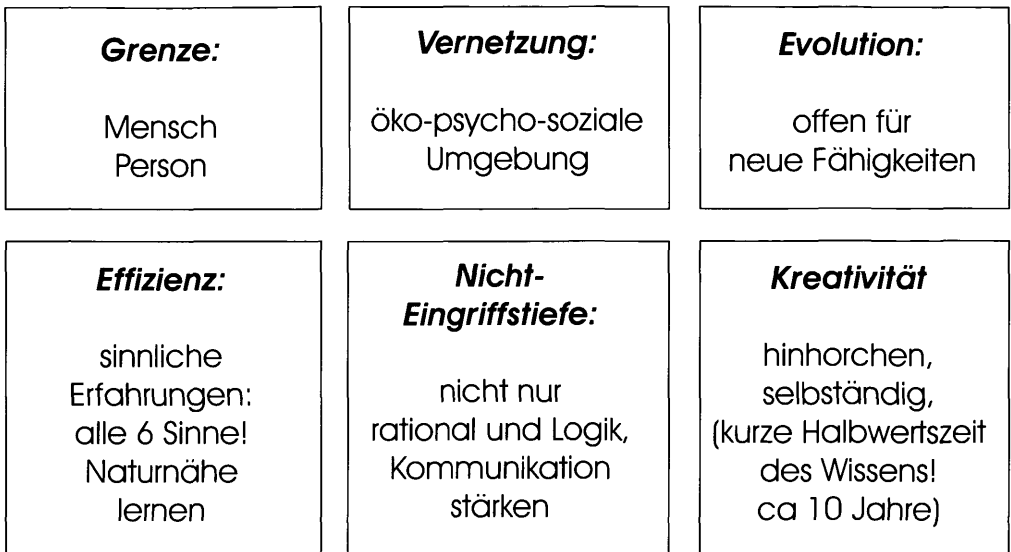 Grenze:
Mensch
Person
Vernetzung:
öko-psycho-soziale
Umgebung
Evolution:
offen für
neue Fähigkeiten
Effizienz:
sinnliche
Erfahrungen:
alle 6 Sinne!
Naturnähe
lernen
Nicht-
Eingriffstiefe:
nicht nur
rational und Logik,
Kommunikation
stärken
Kreativität
hinhorchen,
selbständig,
(kurze Halbwertszeit
des Wissens!
ca 10 Jahre)